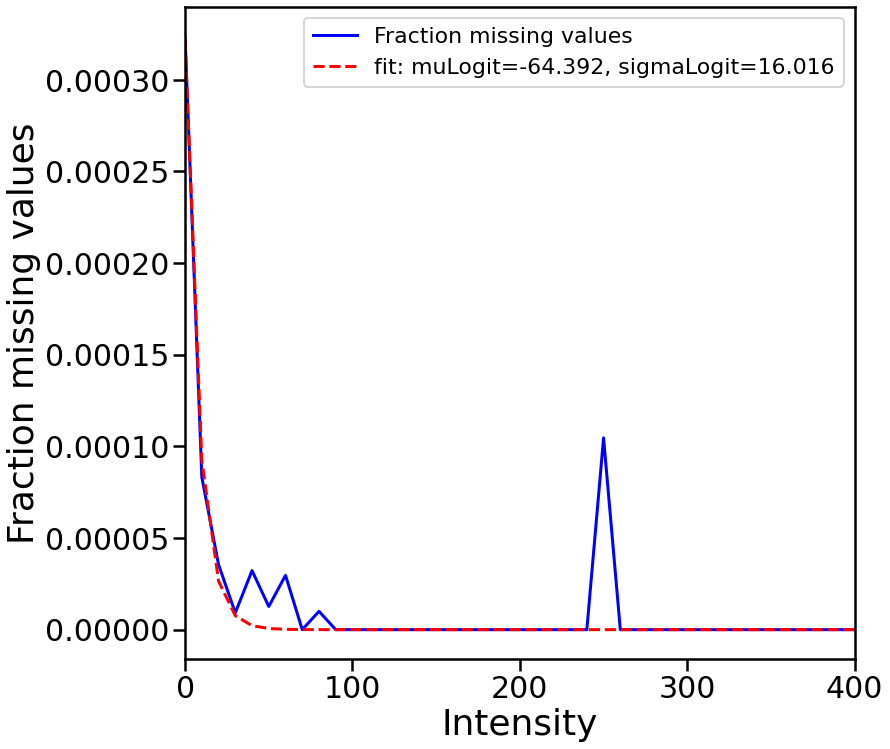 Fraction missing values
fit: muLogit=-64.392, sigmaLogit=16.016
Fraction missing values
0.00030
0.00025
0.00020
0.00015
0.00010
0.00005
0.00000
0 100 200 300 400
Intensity